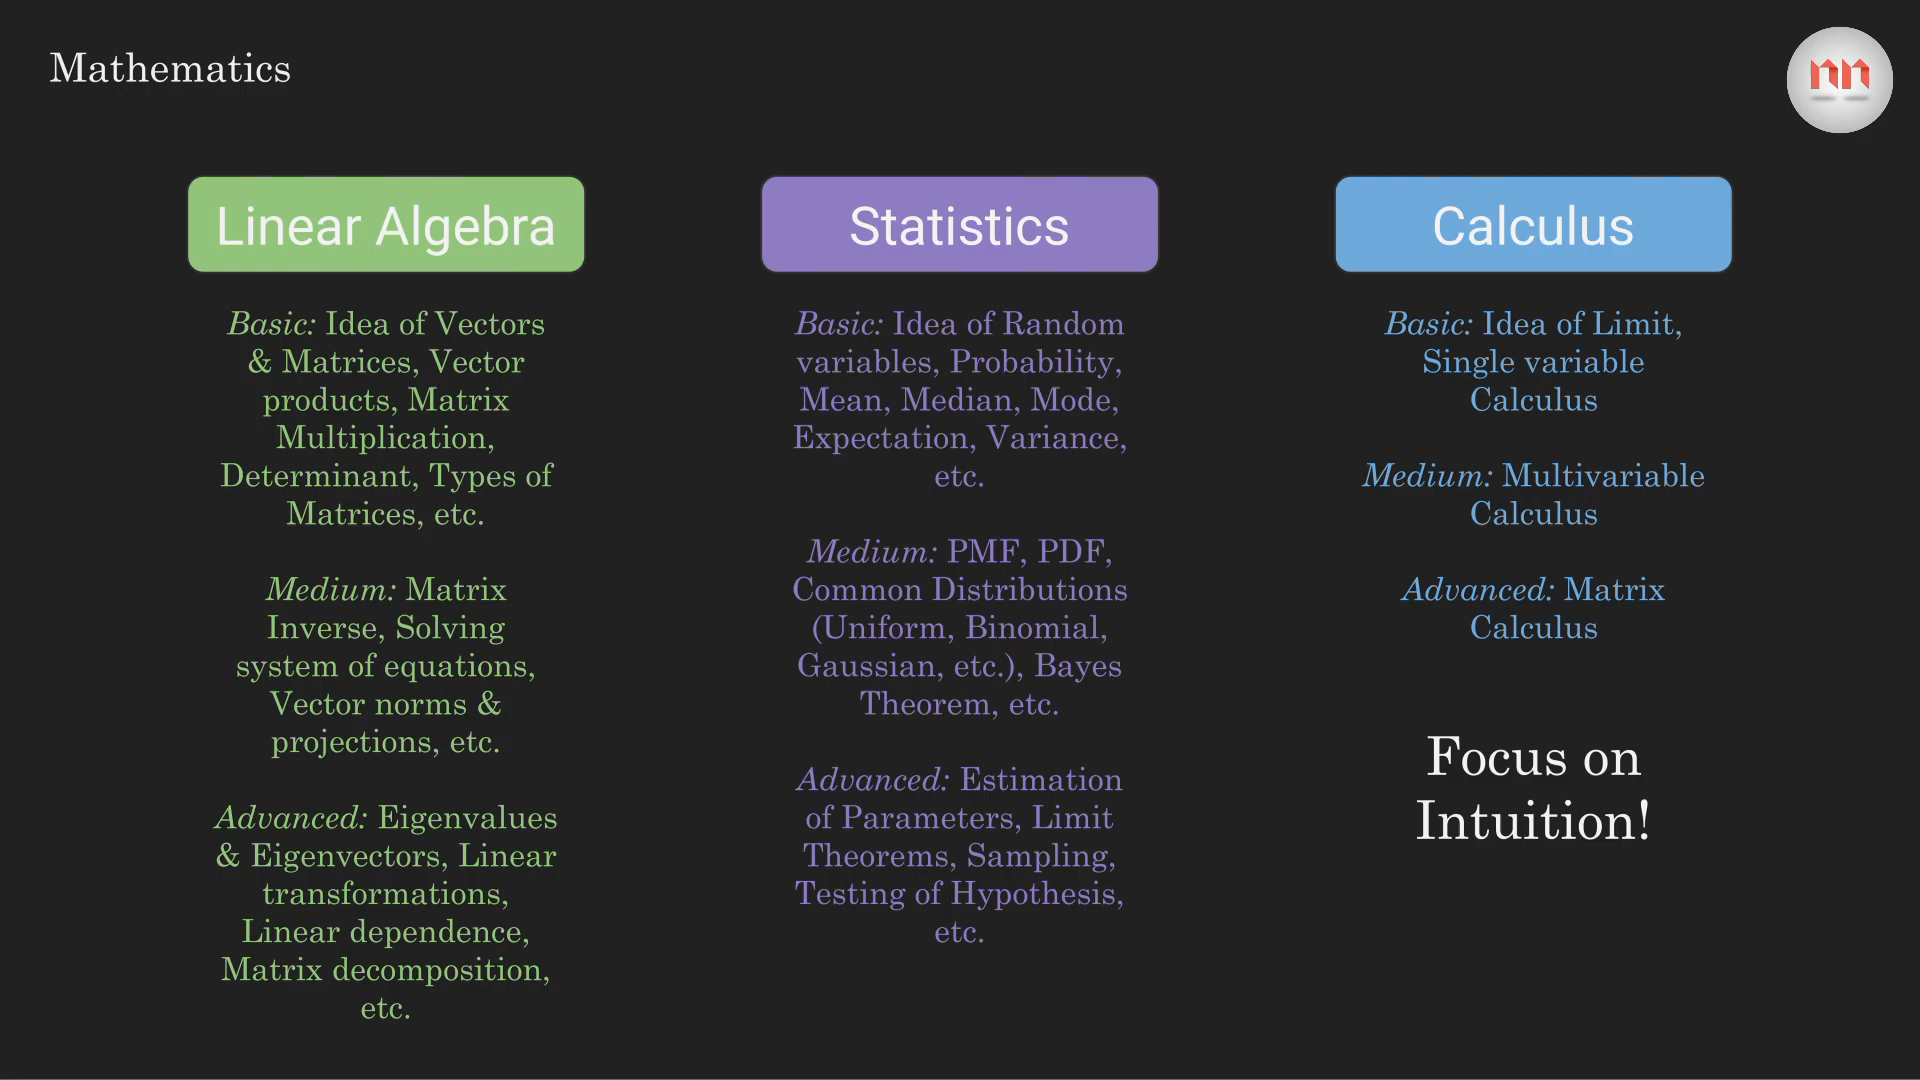 Mathematics
nn
Linear Algebra
Basic: Idea of Vectors
& Matrices, Vector
products, Matrix
Multiplication,
Determinant, Types of
Matrices, etc.
Medium: Matrix
Inverse, Solving
system of equations,
Vector norms &
projections, etc.
Advanced: Eigenvalues
& Eigenvectors, Linear
transformations,
Linear dependence,
Matrix decomposition,
etc.
Statistics
Basic: Idea of Random
variables, Probability,
Mean, Median, Mode,
Expectation, Variance,
etc.
Medium: PMF, PDF,
Common Distributions
(Uniform, Binomial,
Gaussian, etc.), Bayes
Theorem, etc.
Advanced: Estimation
of Parameters, Limit
Theorems, Sampling,
Testing of Hypothesis,
etc.
Calculus
Basic: Idea of Limit,
Single variable
Calculus
Medium: Multivariable
Calculus
Advanced: Matrix
Calculus
Focus on
Intuition!